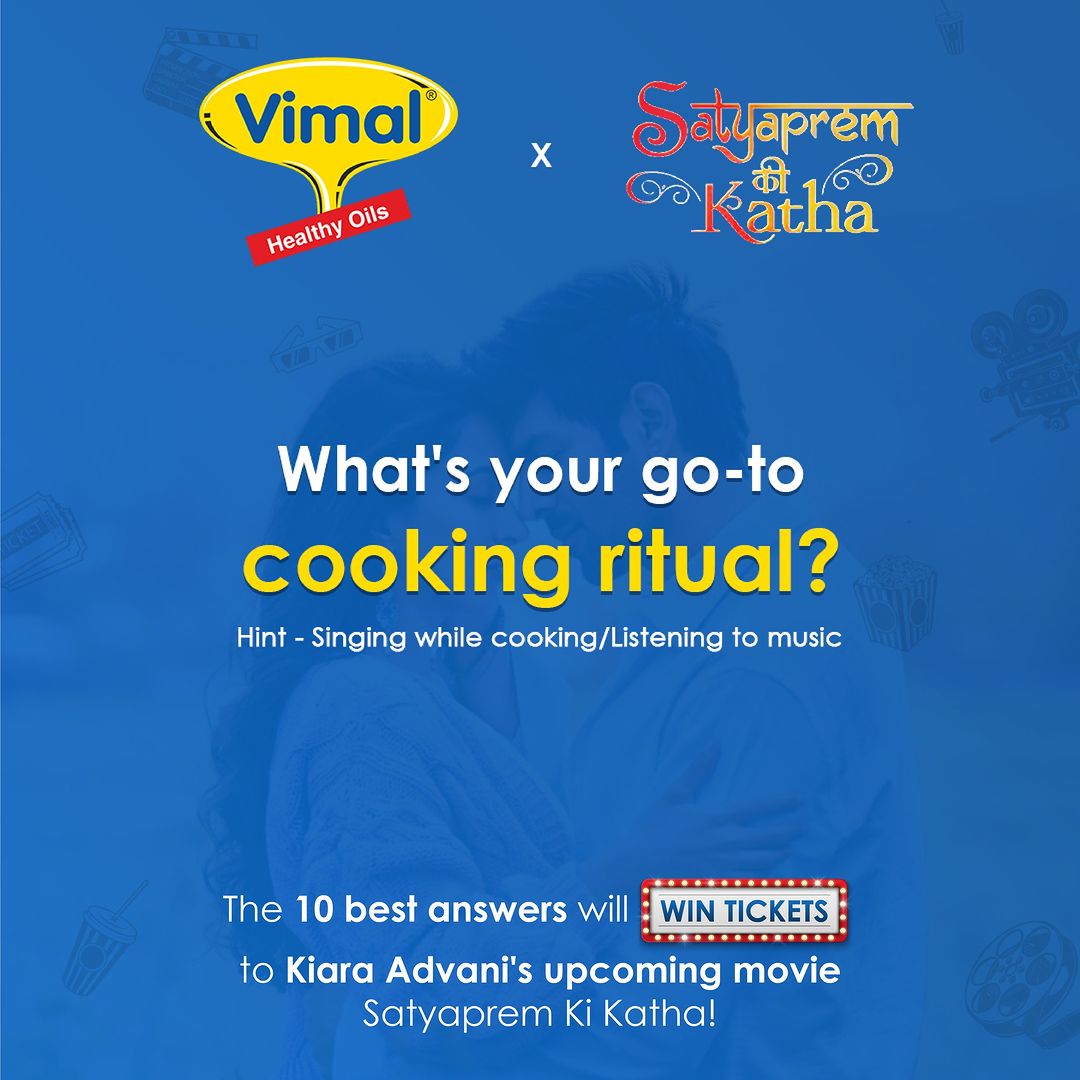 Vimal®
Healthy Oils
X
Satyaprem
की
Katha
TICKET
What's your go-to
cooking ritual?
Hint - Singing while cooking/Listening to music
The 10 best answers will WIN TICKETS
to Kiara Advani's upcoming movie
Satyaprem Ki Katha!